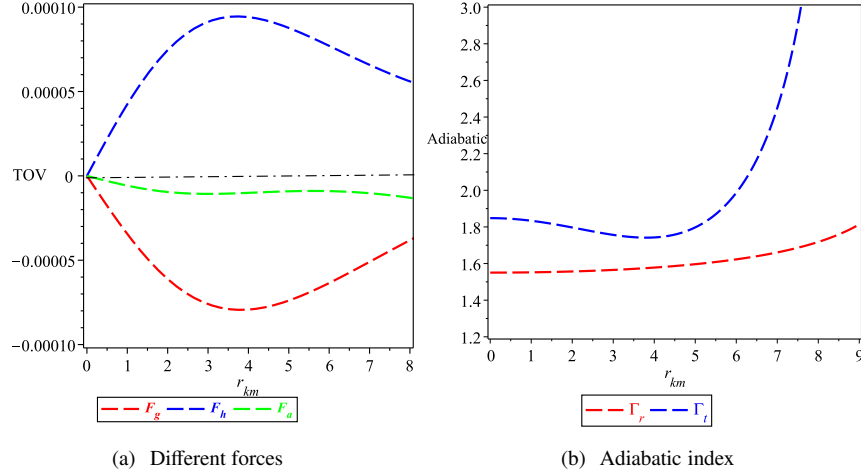 0.00010
0.00005
TOV 0
−0.00005
−0.00010
0 1 2 3 4 5 6 7 8
r_km
F_g F_h F_a
(a) Different forces
3.0
2.8
2.6
2.4
2.2
Adiabatic
2.0
1.8
1.6
1.4
1.2
0 1 2 3 4 5 6 7 8 9
r_km
Γ_r Γ_t
(b) Adiabatic index